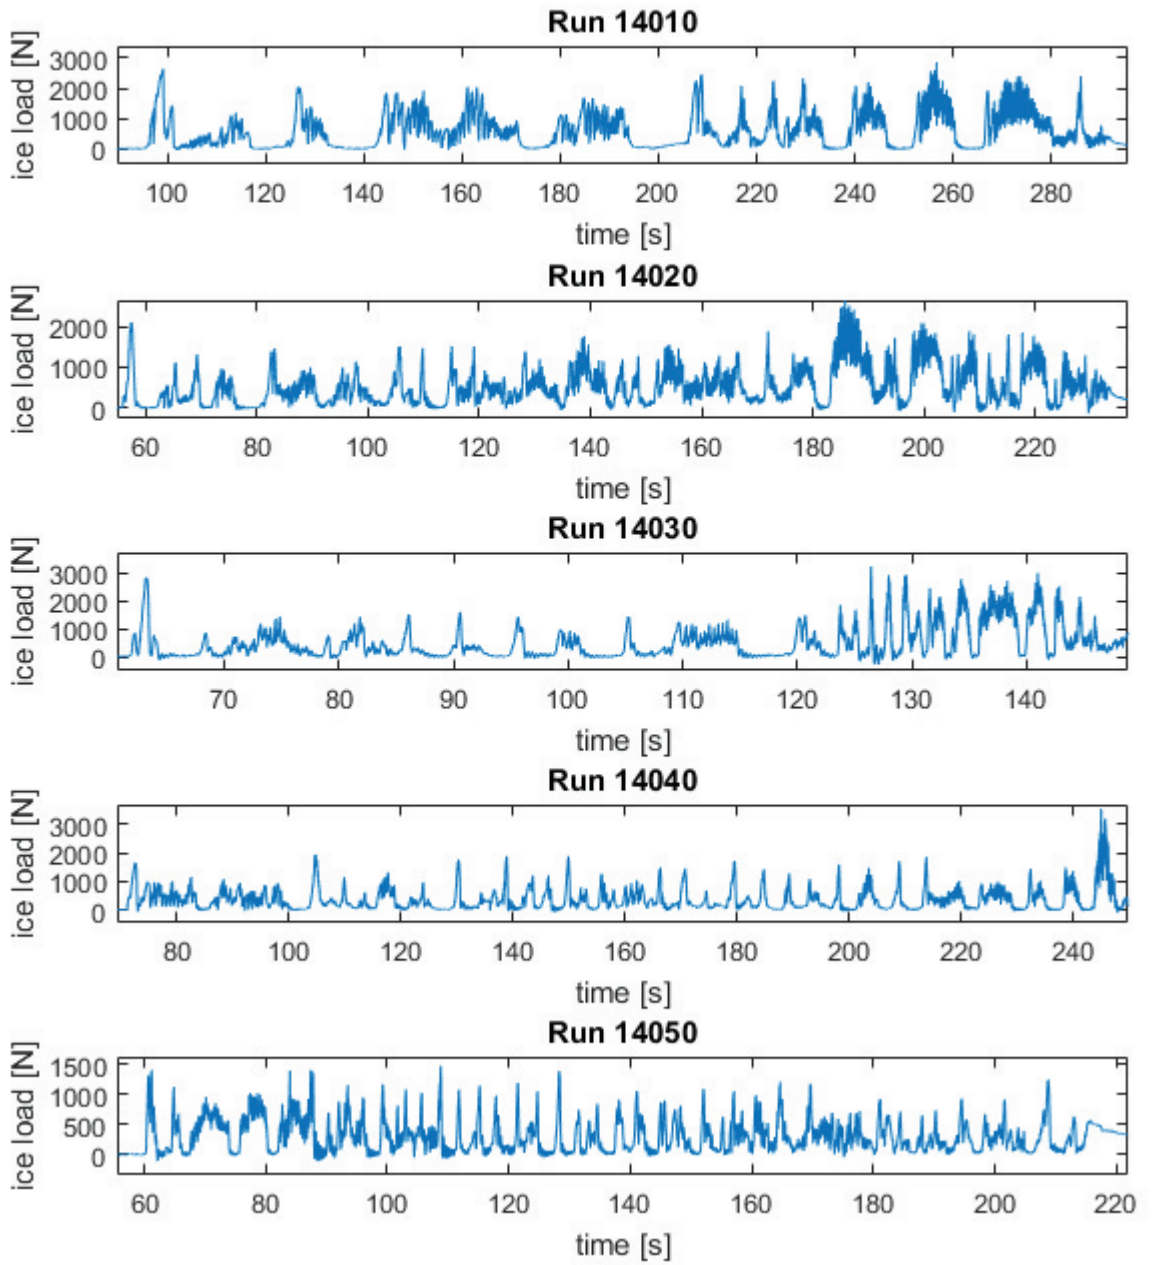 Run 14010
ice load [N]
3000
2000
1000
0
100 120 140 160 180 200 220 240 260 280
time [s]
Run 14020
ice load [N]
2000
1000
0
60 80 100 120 140 160 180 200 220
time [s]
Run 14030
ice load [N]
3000
2000
1000
0
70 80 90 100 110 120 130 140
time [s]
Run 14040
ice load [N]
3000
2000
1000
0
80 100 120 140 160 180 200 220 240
time [s]
Run 14050
ice load [N]
1500
1000
500
0
60 80 100 120 140 160 180 200 220
time [s]